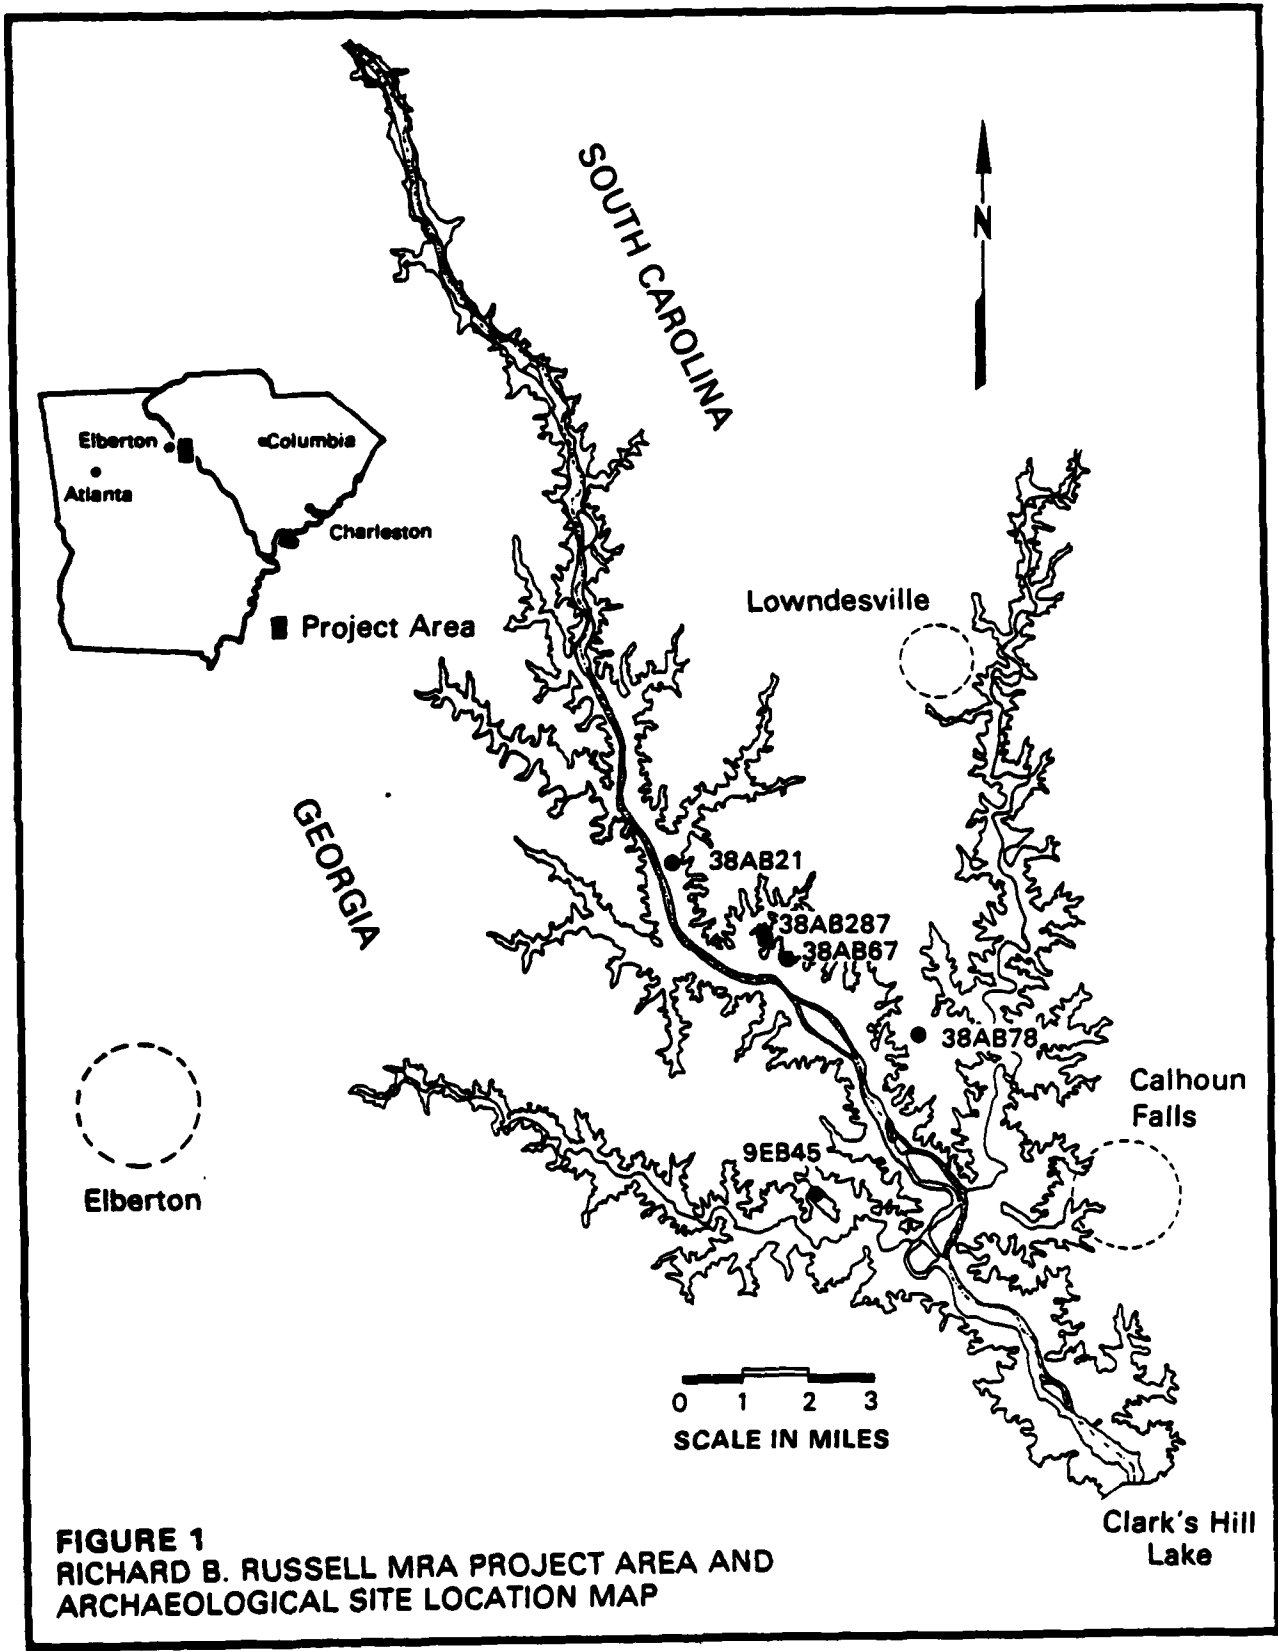 SOUTH CAROLINA
N
Elberton
Columbia
Atlanta
Charleston
Project Area
Lowndesville
GEORGIA
38AB21
38AB287
38AB67
38AB78
Calhoun
Falls
9EB45
Elberton
0 1 2 3
SCALE IN MILES
Clark's Hill
Lake
FIGURE 1
RICHARD B. RUSSELL MRA PROJECT AREA AND
ARCHAEOLOGICAL SITE LOCATION MAP